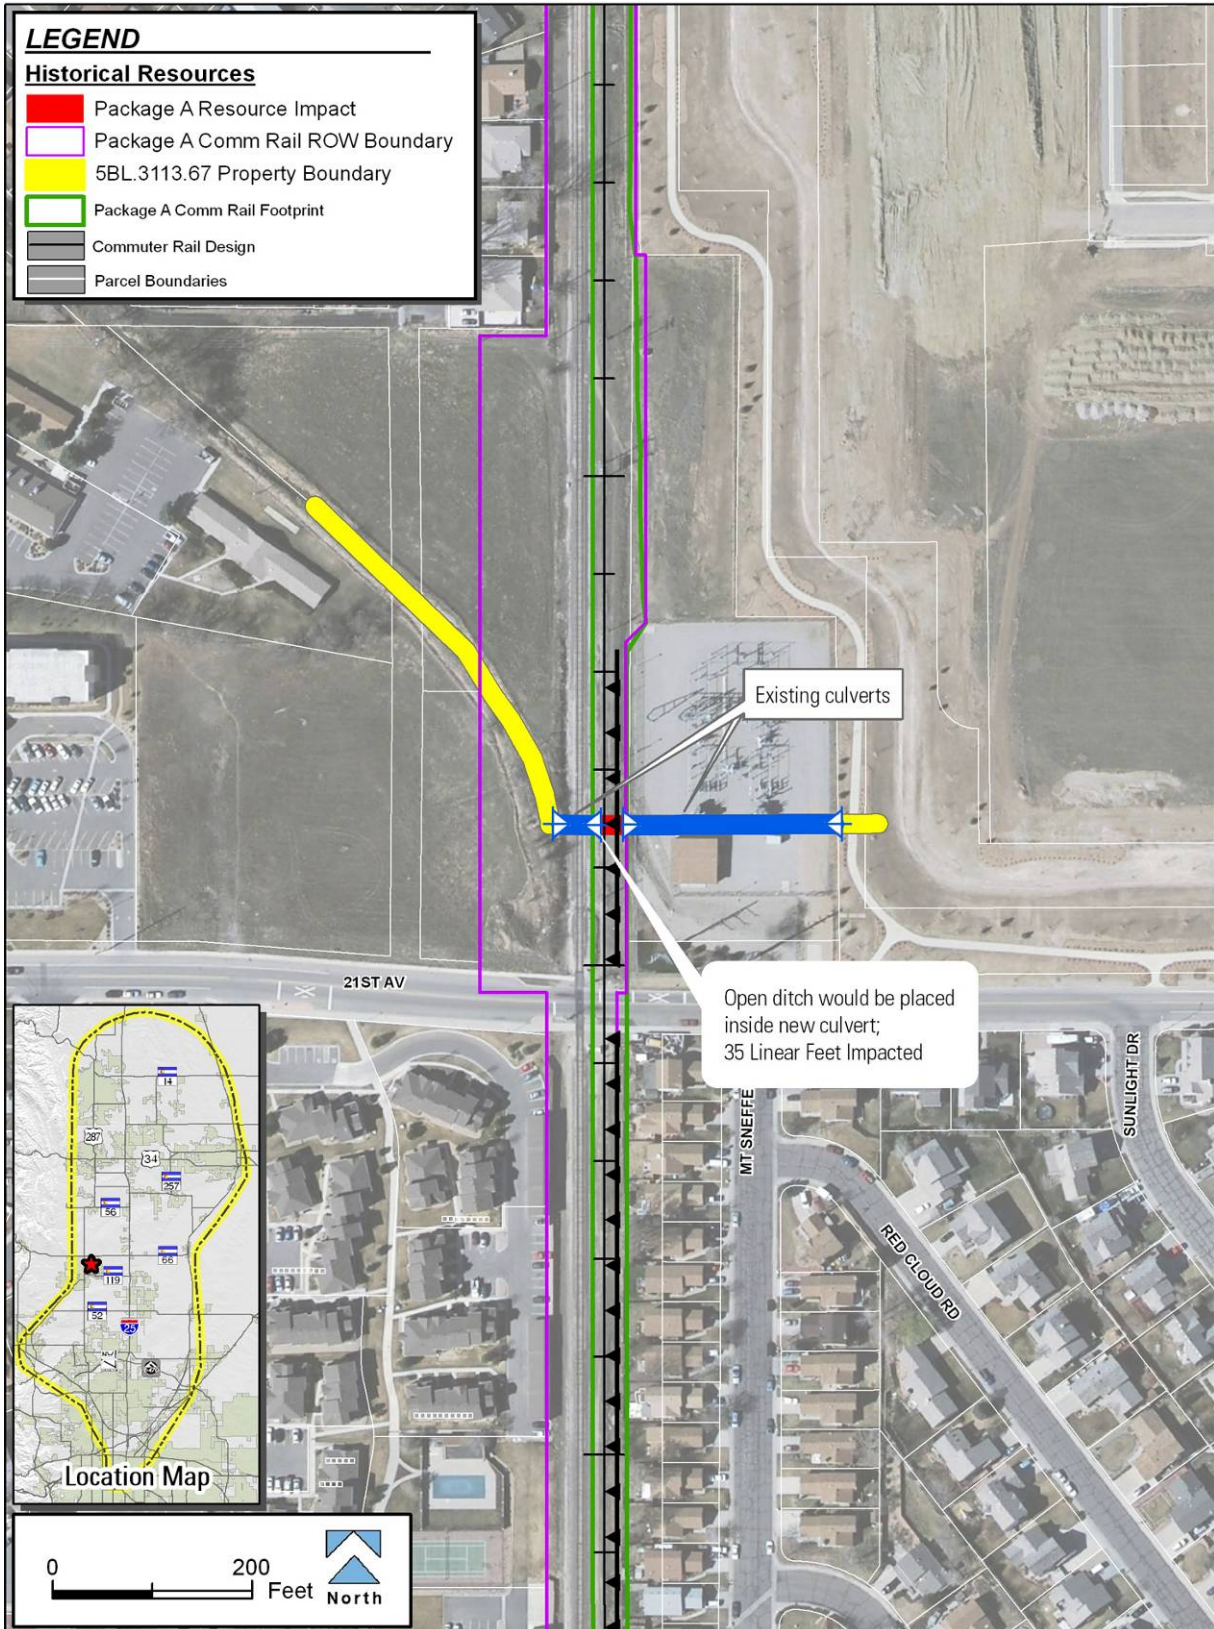 LEGEND
Historical Resources
Package A Resource Impact
Package A Comm Rail ROW Boundary
5BL.3113.67 Property Boundary
Package A Comm Rail Footprint
Commuter Rail Design
Parcel Boundaries
Existing culverts
21ST AV
Open ditch would be placed
inside new culvert;
35 Linear Feet Impacted
MT SNEFFE
SUNLIGHT DR
RED CLOUD RD
14
287
34
257
56
66
119
52
25
7
Location Map
0 200
Feet
North